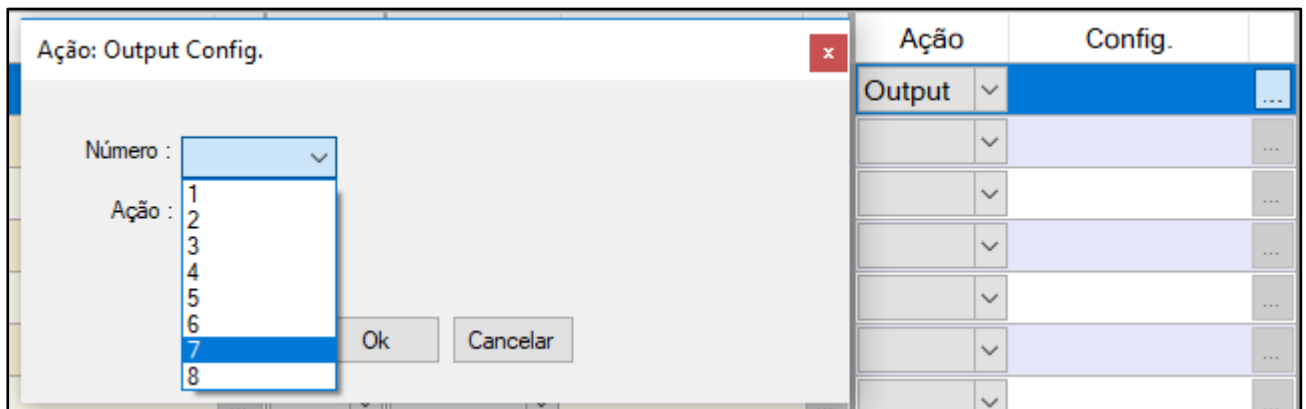 Ação: Output Config.
x
Número :
1
2
3
4
5
6
7
8
Ação :
Ok
Cancelar
Ação
Config.
Output
...
...
...
...
...
...